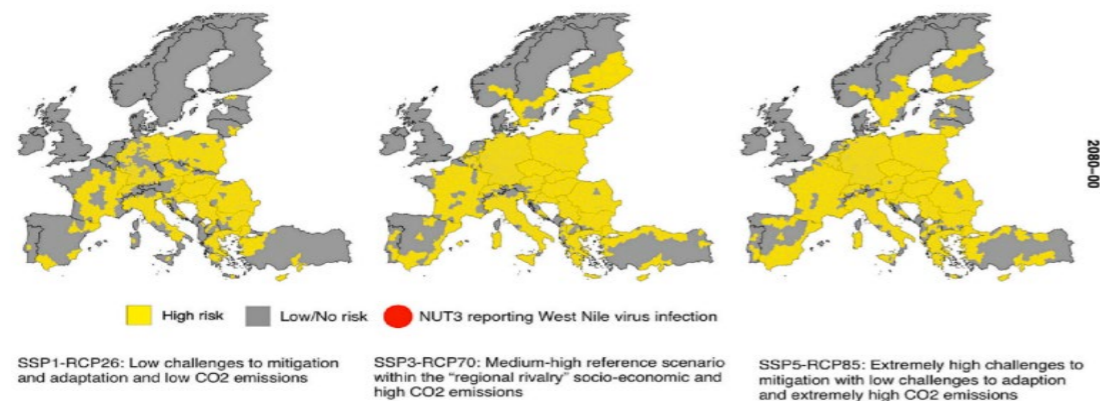 2080-00
High risk
Low/No risk
NUT3 reporting West Nile virus infection
SSP1-RCP26: Low challenges to mitigation
and adaptation and low CO2 emissions
SSP3-RCP70: Medium-high reference scenario
within the "regional rivalry" socio-economic and
high CO2 emissions
SSP5-RCP85: Extremely high challenges to
mitigation with low challenges to adaption
and extremely high CO2 emissions